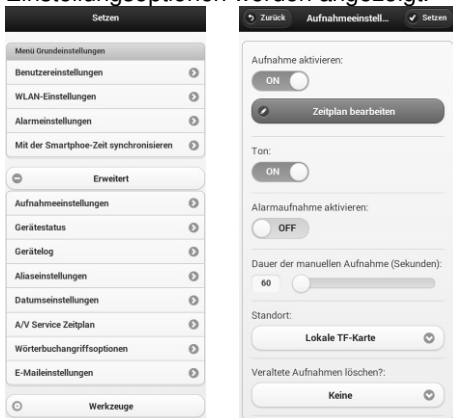 Einstellungsoptionen werden angezeigt.
Setzen
Menü Grundeinstellungen
Benutzereinstellungen
WLAN-Einstellungen
Alarmeinstellungen
Mit der Smartphoe-Zeit synchronisieren
Erweitert
Aufnahmeeinstellungen
Gerätestatus
Gerätelog
Aliaseinstellungen
Datumseinstellungen
A/V Service Zeitplan
Wörterbuchangriffsoptionen
E-Maileinstellungen
Werkzeuge
Zurück Aufnahmeeinstell... Setzen
Aufnahme aktivieren:
ON
Zeitplan bearbeiten
Ton:
ON
Alarmaufnahme aktivieren:
OFF
Dauer der manuellen Aufnahme (Sekunden):
60
Standort:
Lokale TF-Karte
Veraltete Aufnahmen löschen?:
Keine